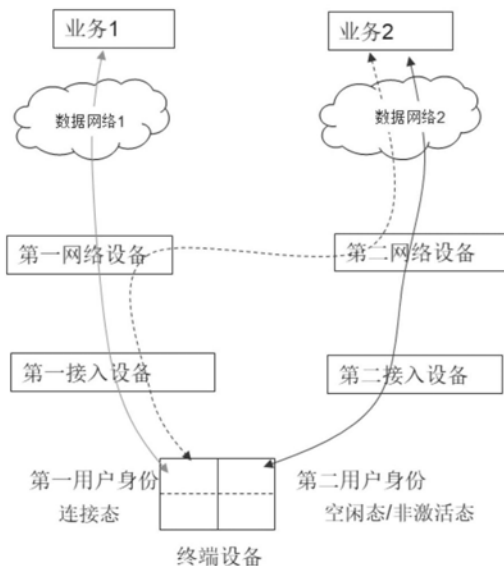 业务1
业务2
数据网络1
数据网络2
第一网络设备
第二网络设备
第一接入设备
第二接入设备
第一用户身份
连接态
第二用户身份
空闲态/非激活态
终端设备